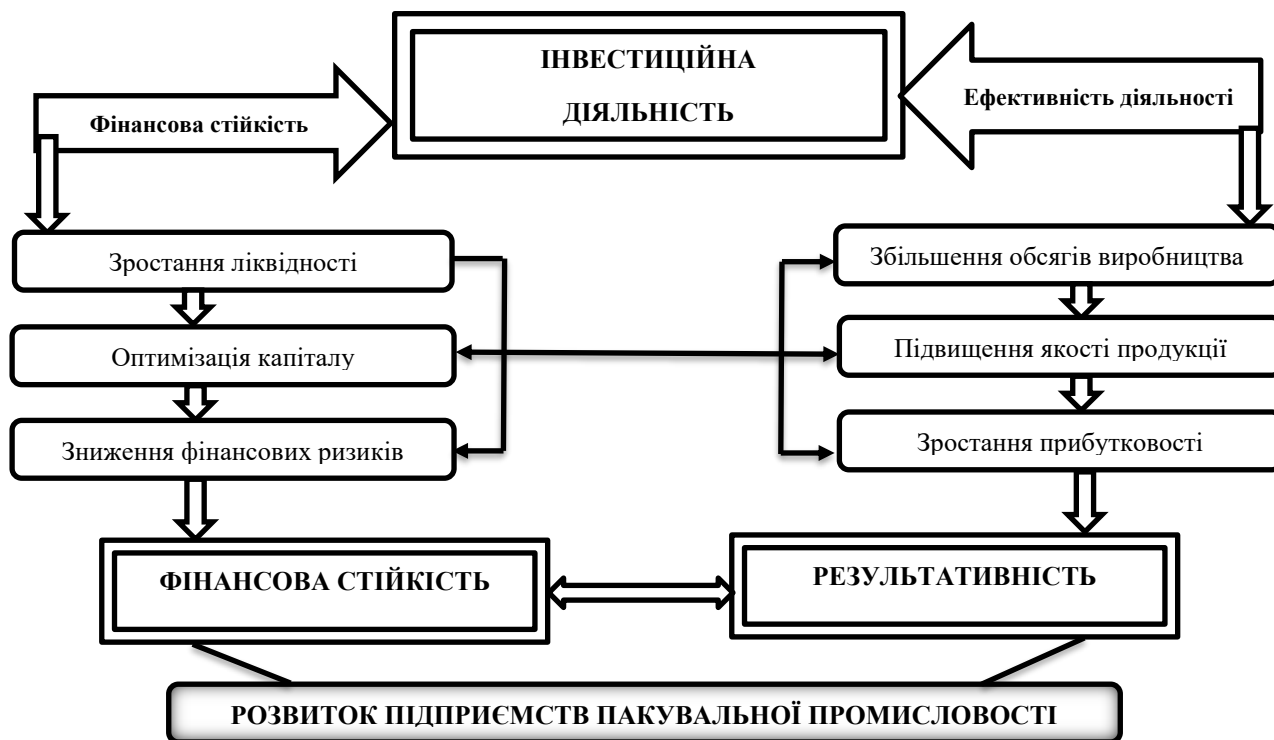 ІНВЕСТИЦІЙНА
ДІЯЛЬНІСТЬ
Фінансова стійкість
Ефективність діяльності
Зростання ліквідності
Збільшення обсягів виробництва
Оптимізація капіталу
Підвищення якості продукції
Зниження фінансових ризиків
Зростання прибутковості
ФІНАНСОВА СТІЙКІСТЬ
РЕЗУЛЬТАТИВНІСТЬ
РОЗВИТОК ПІДПРИЄМСТВ ПАКУВАЛЬНОЇ ПРОМИСЛОВОСТІ